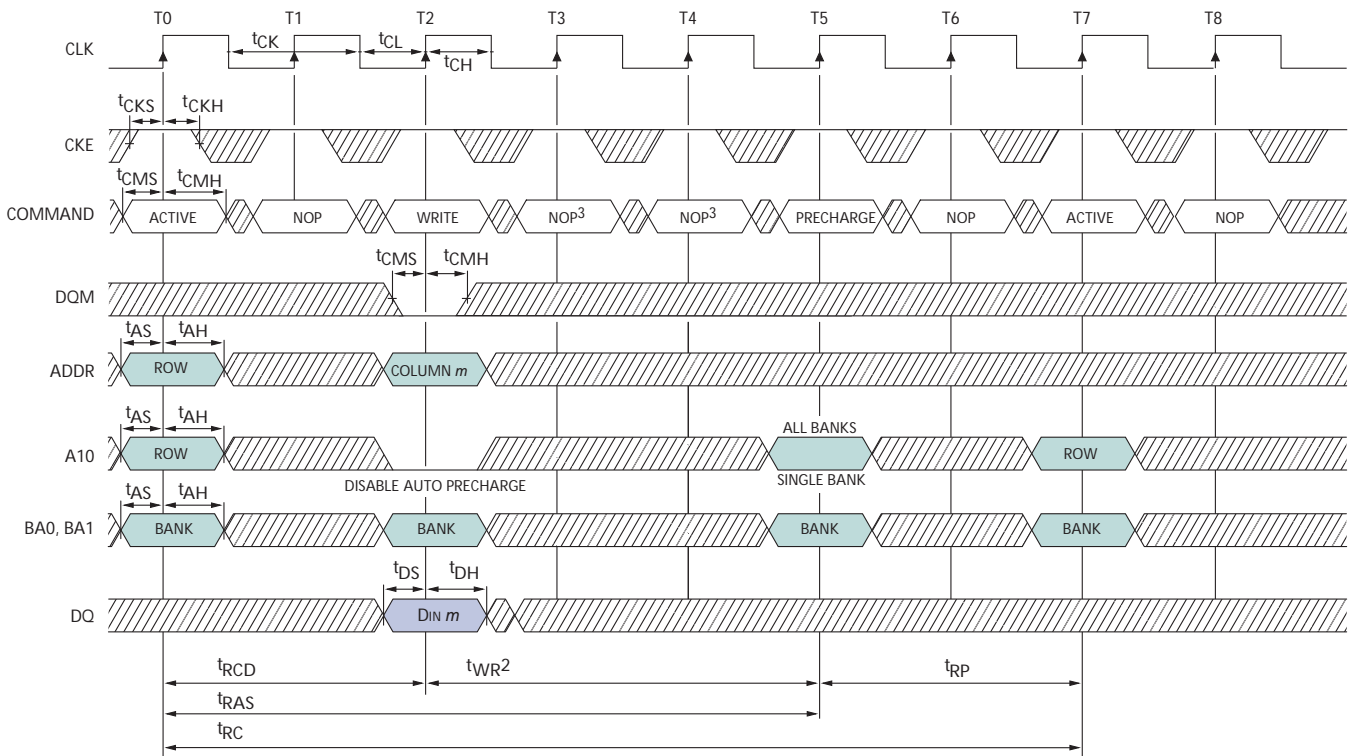 T0 T1 T2 T3 T4 T5 T6 T7 T8
CLK
tCK tCL
tCH
tCKS tCKH
CKE
tCMS tCMH
COMMAND ACTIVE NOP WRITE NOP3 NOP3 PRECHARGE NOP ACTIVE NOP
tCMS tCMH
DQM
tAS tAH
ADDR ROW COLUMN m
tAS tAH ALL BANKS
A10 ROW ROW
DISABLE AUTO PRECHARGE SINGLE BANK
tAS tAH
BA0, BA1 BANK BANK BANK BANK
tDS tDH
DQ DIN m
tRCD tWR2 tRP
tRAS
tRC